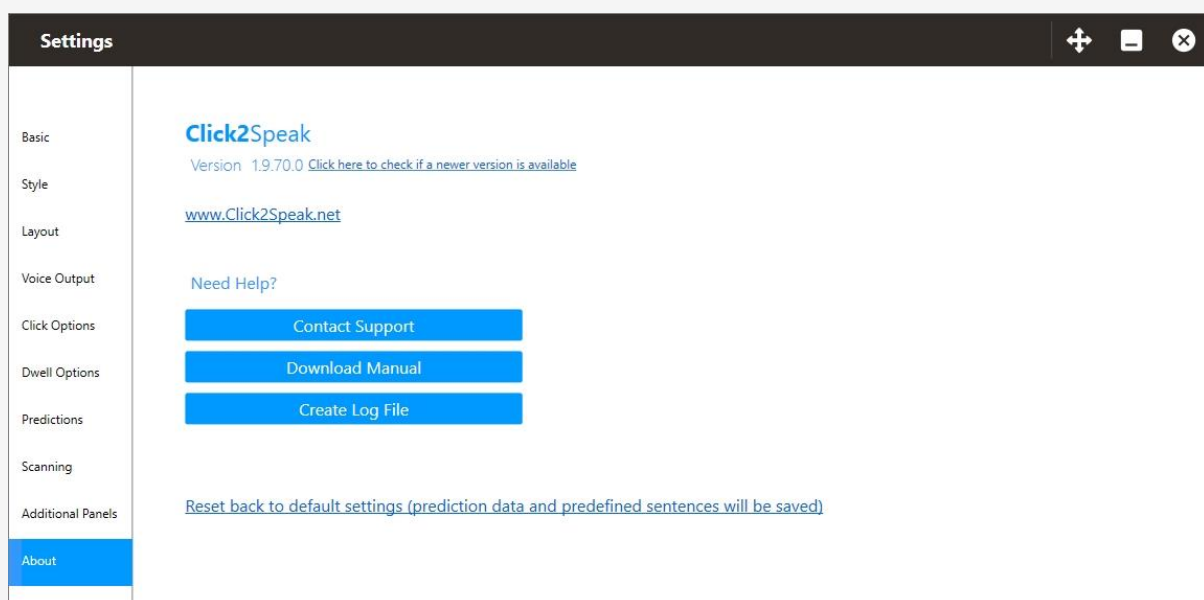 Settings
Basic
Style
Layout
Voice Output
Click Options
Dwell Options
Predictions
Scanning
Additional Panels
About
Click2Speak
Version 1.9.70.0 Click here to check if a newer version is available
www.Click2Speak.net
Need Help?
Contact Support
Download Manual
Create Log File
Reset back to default settings (prediction data and predefined sentences will be saved)